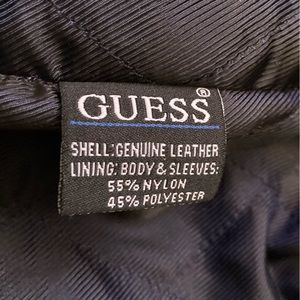 GUESS®
SHELL:GENUINE LEATHER
LINING: BODY & SLEEVES:
55% NYLON
45% POLYESTER